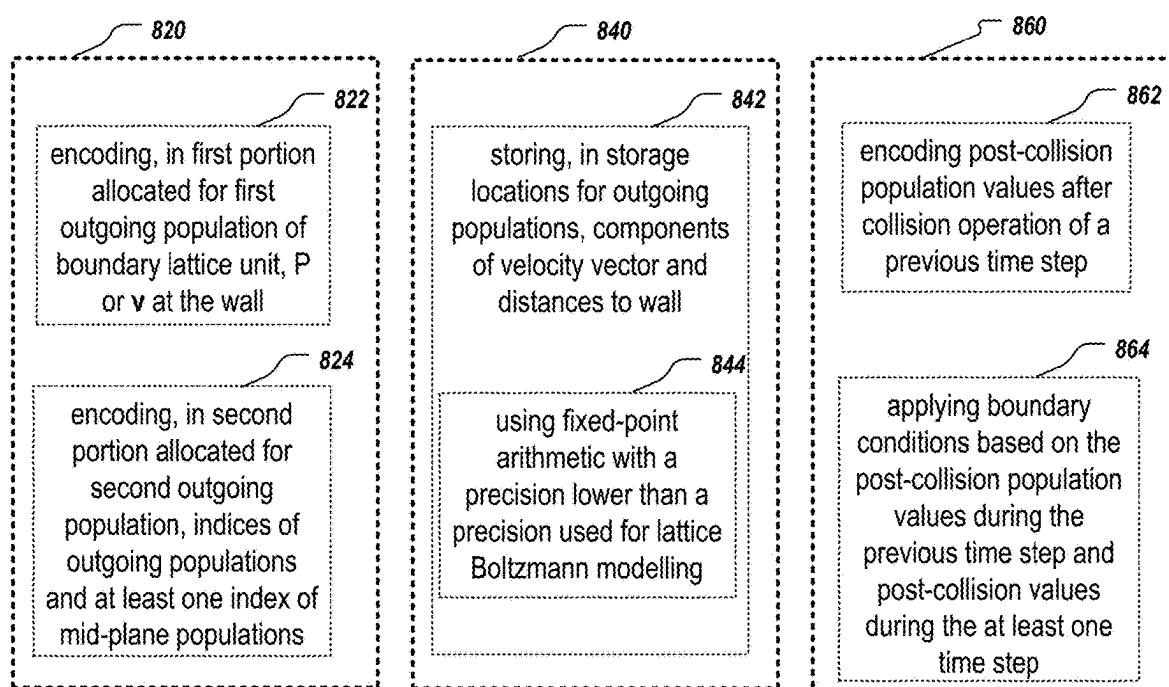 820
822
encoding, in first portion
allocated for first
outgoing population of
boundary lattice unit, P
or v at the wall
824
encoding, in second
portion allocated for
second outgoing
population, indices of
outgoing populations
and at least one index of
mid-plane populations
840
842
storing, in storage
locations for outgoing
populations, components
of velocity vector and
distances to wall
844
using fixed-point
arithmetic with a
precision lower than a
precision used for lattice
Boltzmann modelling
860
862
encoding post-collision
population values after
collision operation of a
previous time step
864
applying boundary
conditions based on the
post-collision population
values during the
previous time step and
post-collision values
during the at least one
time step